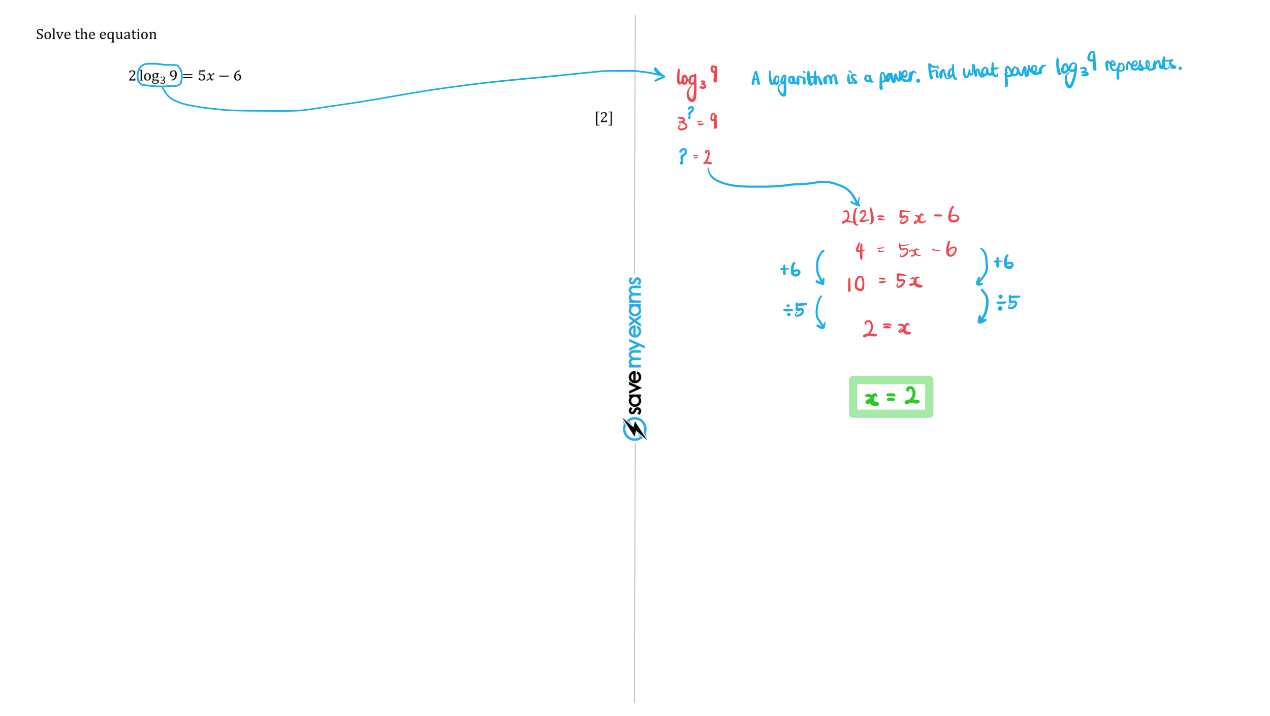 Solve the equation
2 log₃ 9 = 5x − 6
[2]
log₃ 9
A logarithm is a power. Find what power log₃ 9 represents.
3^? = 9
? = 2
2(2) = 5x - 6
4 = 5x - 6
+6
+6
10 = 5x
÷5
÷5
2 = x
x = 2
save my exams